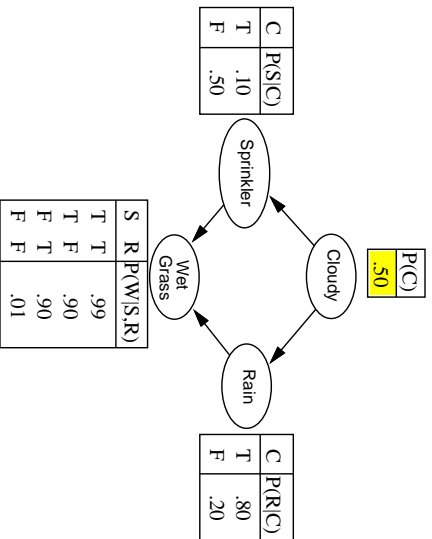 P(C)
.50
Cloudy
C P(S|C)
T .10
F .50
Sprinkler
Rain
C P(R|C)
T .80
F .20
Wet
Grass
S R P(W|S,R)
T T .99
T F .90
F T .90
F F .01